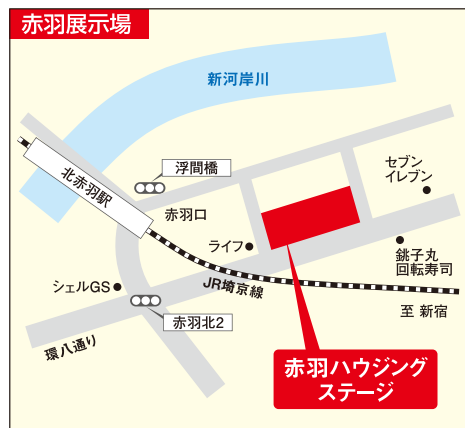 赤羽展示場
新河岸川
浮間橋
北赤羽駅
赤羽口
セブン
イレブン
ライフ
銚子丸
回転寿司
シェルGS
JR埼京線
赤羽北2
至 新宿
環八通り
赤羽ハウジング
ステージ